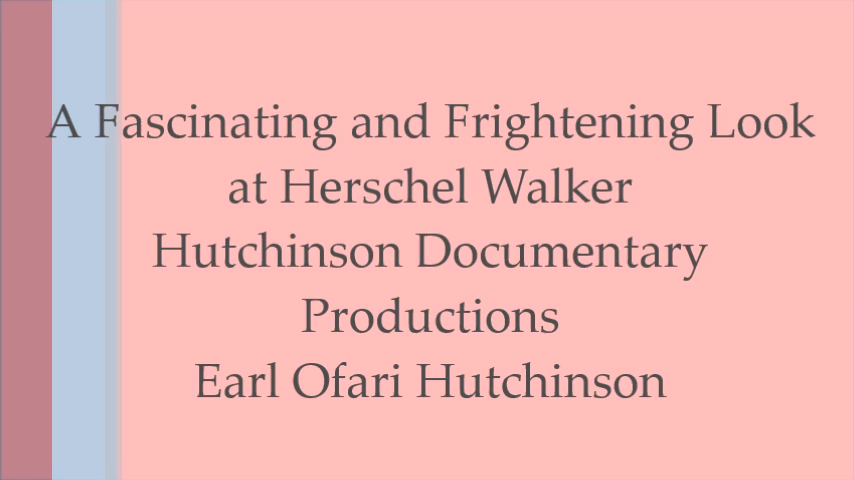 A Fascinating and Frightening Look
at Herschel Walker
Hutchinson Documentary
Productions
Earl Ofari Hutchinson